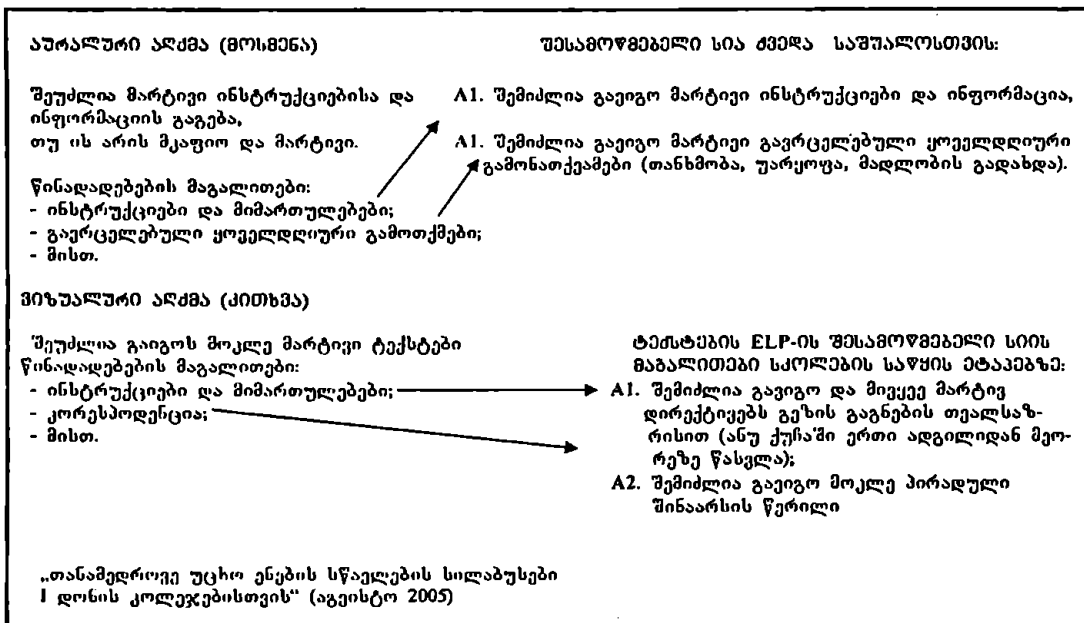 აურალური აღქმა (მოსმენა)
შეუძლია მარტივი ინსტრუქციებისა და
ინფორმაციის გაგება,
თუ ის არის მკაფიო და მარტივი.
წინადადებების მაგალითები:
- ინსტრუქციები და მიმართულებები;
- გავრცელებული ყოველდღიური გამოთქმები;
- მისთ.
შესამოწმებელი სია ქვედა საშუალოსთვის:
A1. შემიძლია გავიგო მარტივი ინსტრუქციები და ინფორმაცია,
A1. შემიძლია გავიგო მარტივი გავრცელებული ყოველდღიური
გამონათქვამები (თანხმობა, უარყოფა, მადლობის გადახდა).
ვიზუალური აღქმა (კითხვა)
შეუძლია გაიგოს მოკლე მარტივი ტექსტები
წინადადებების მაგალითები:
- ინსტრუქციები და მიმართულებები;
- კორესპოდენცია;
- მისთ.
ტექსტების ELP-ის შესამოწმებელი სიის
მაგალითები სკოლების საწყის ეტაპებზე:
A1. შემიძლია გავიგო და მივყვე მარტივ
დირექტივებს გეზის გაგნების თვალსაზ-
რისით (ანუ ქუჩაში ერთი ადგილიდან მეო-
რეზე წასვლა);
A2. შემიძლია გავიგო მოკლე პირადული
შინაარსის წერილი
„თანამედროვე უცხო ენების სწავლების სილაბუსები
I დონის კოლეჯებისთვის“ (აგვისტო 2005)